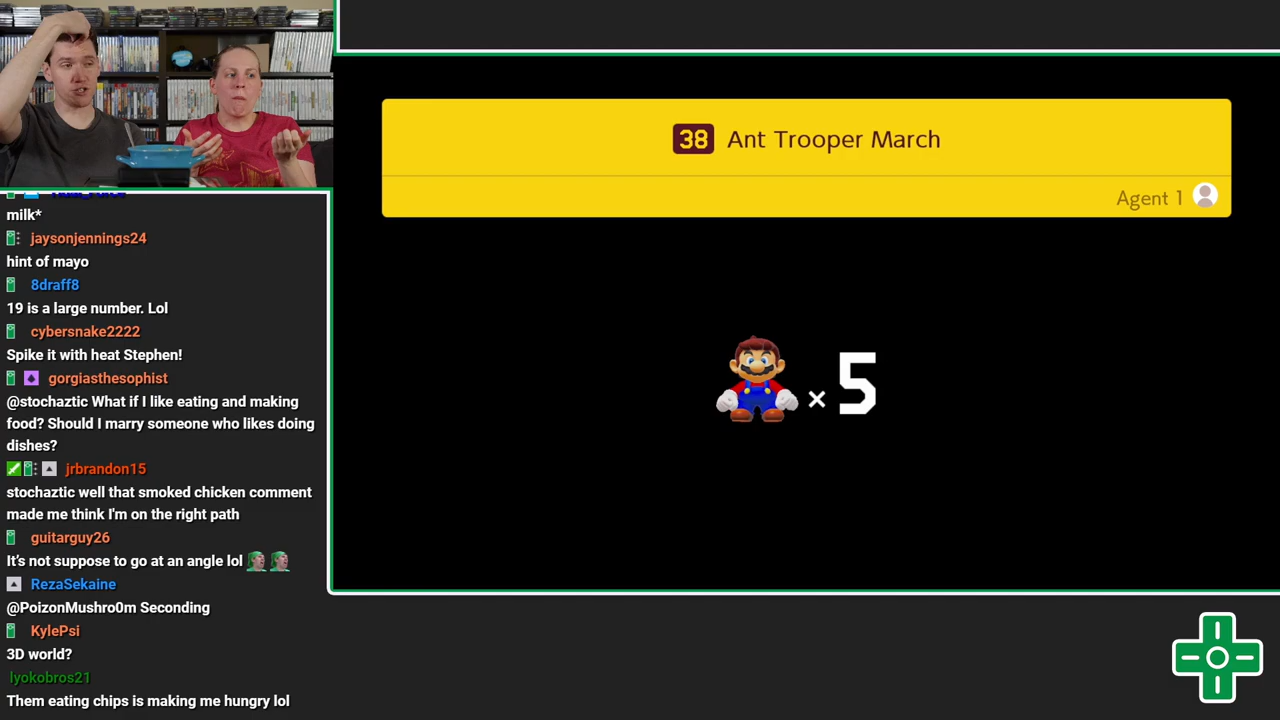 milk*
jaysonjennings24
hint of mayo
8draff8
19 is a large number. Lol
cybersnake2222
Spike it with heat Stephen!
gorgiasthesophist
@stochaztic What if I like eating and making
food? Should I marry someone who likes doing
dishes?
jrbrandon15
stochaztic well that smoked chicken comment
made me think I'm on the right path
guitarguy26
It’s not suppose to go at an angle lol
RezaSekaine
@PoizonMushro0m Seconding
KylePsi
3D world?
lyokobros21
Them eating chips is making me hungry lol
38 Ant Trooper March
Agent 1
× 5